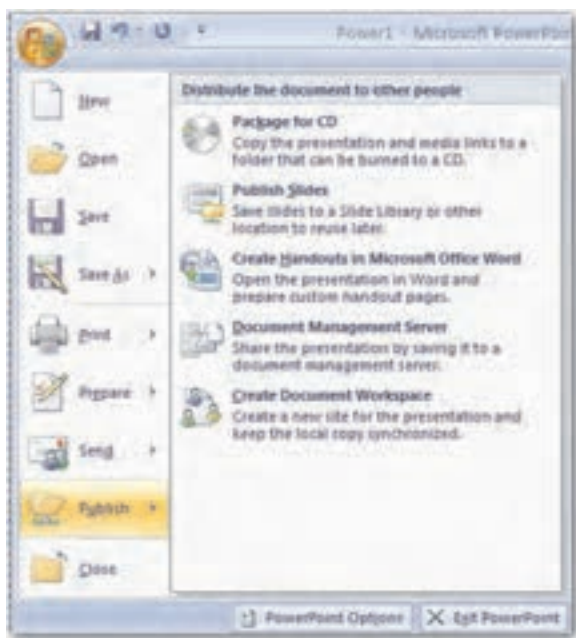 Power1 - Microsoft PowerPoin
New
Open
Save
Save As
Print
Prepare
Send
Publish
Close
Distribute the document to other people
Package for CD
Copy the presentation and media links to a
folder that can be burned to a CD.
Publish Slides
Save slides to a Slide Library or other
location to reuse later.
Create Handouts in Microsoft Office Word
Open the presentation in Word and
prepare custom handout pages.
Document Management Server
Share the presentation by saving it to a
document management server.
Create Document Workspace
Create a new site for the presentation and
keep the local copy synchronized.
PowerPoint Options
Exit PowerPoint